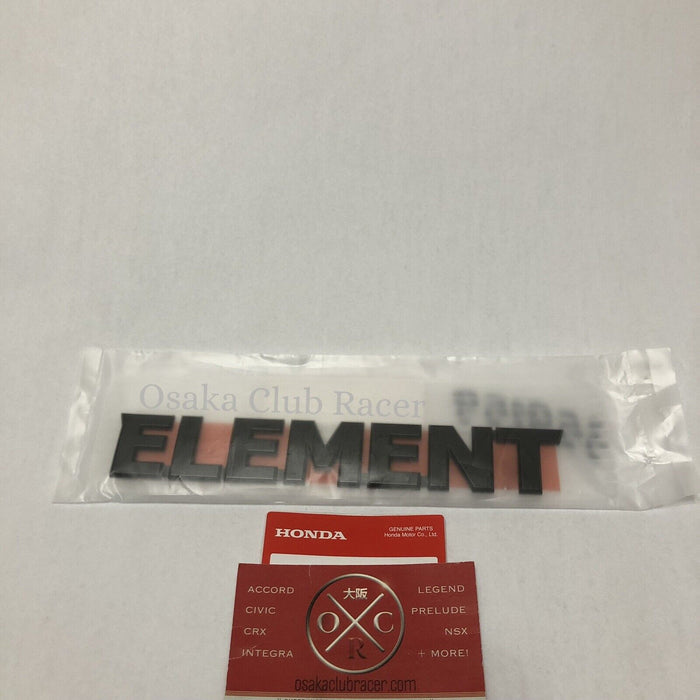 Osaka Club Racer
ELEMENT
HONDA
GENUINE PARTS
Honda Motor Co., Ltd.
ACCORD
CIVIC
CRX
INTEGRA
大阪
O C
R
LEGEND
PRELUDE
NSX
+ MORE!
osakaclubracer.com